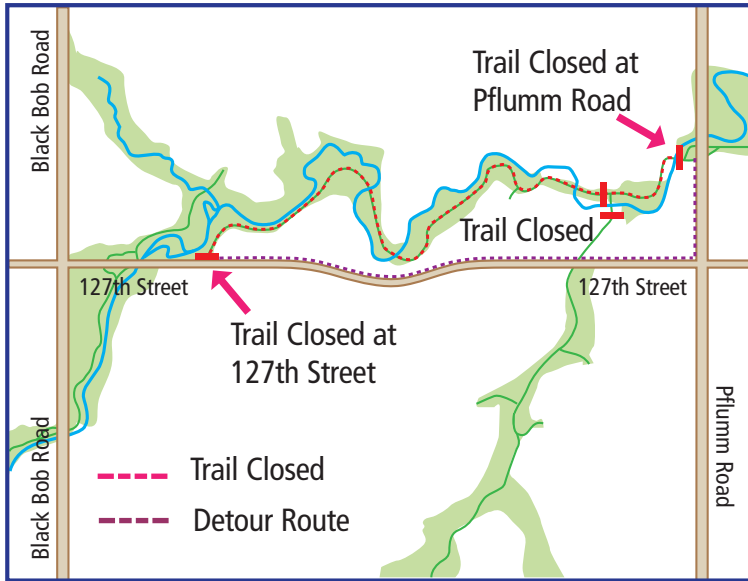 Black Bob Road
Trail Closed at
Pflumm Road
Trail Closed
127th Street
127th Street
Trail Closed at
127th Street
Black Bob Road
Pflumm Road
Trail Closed
Detour Route